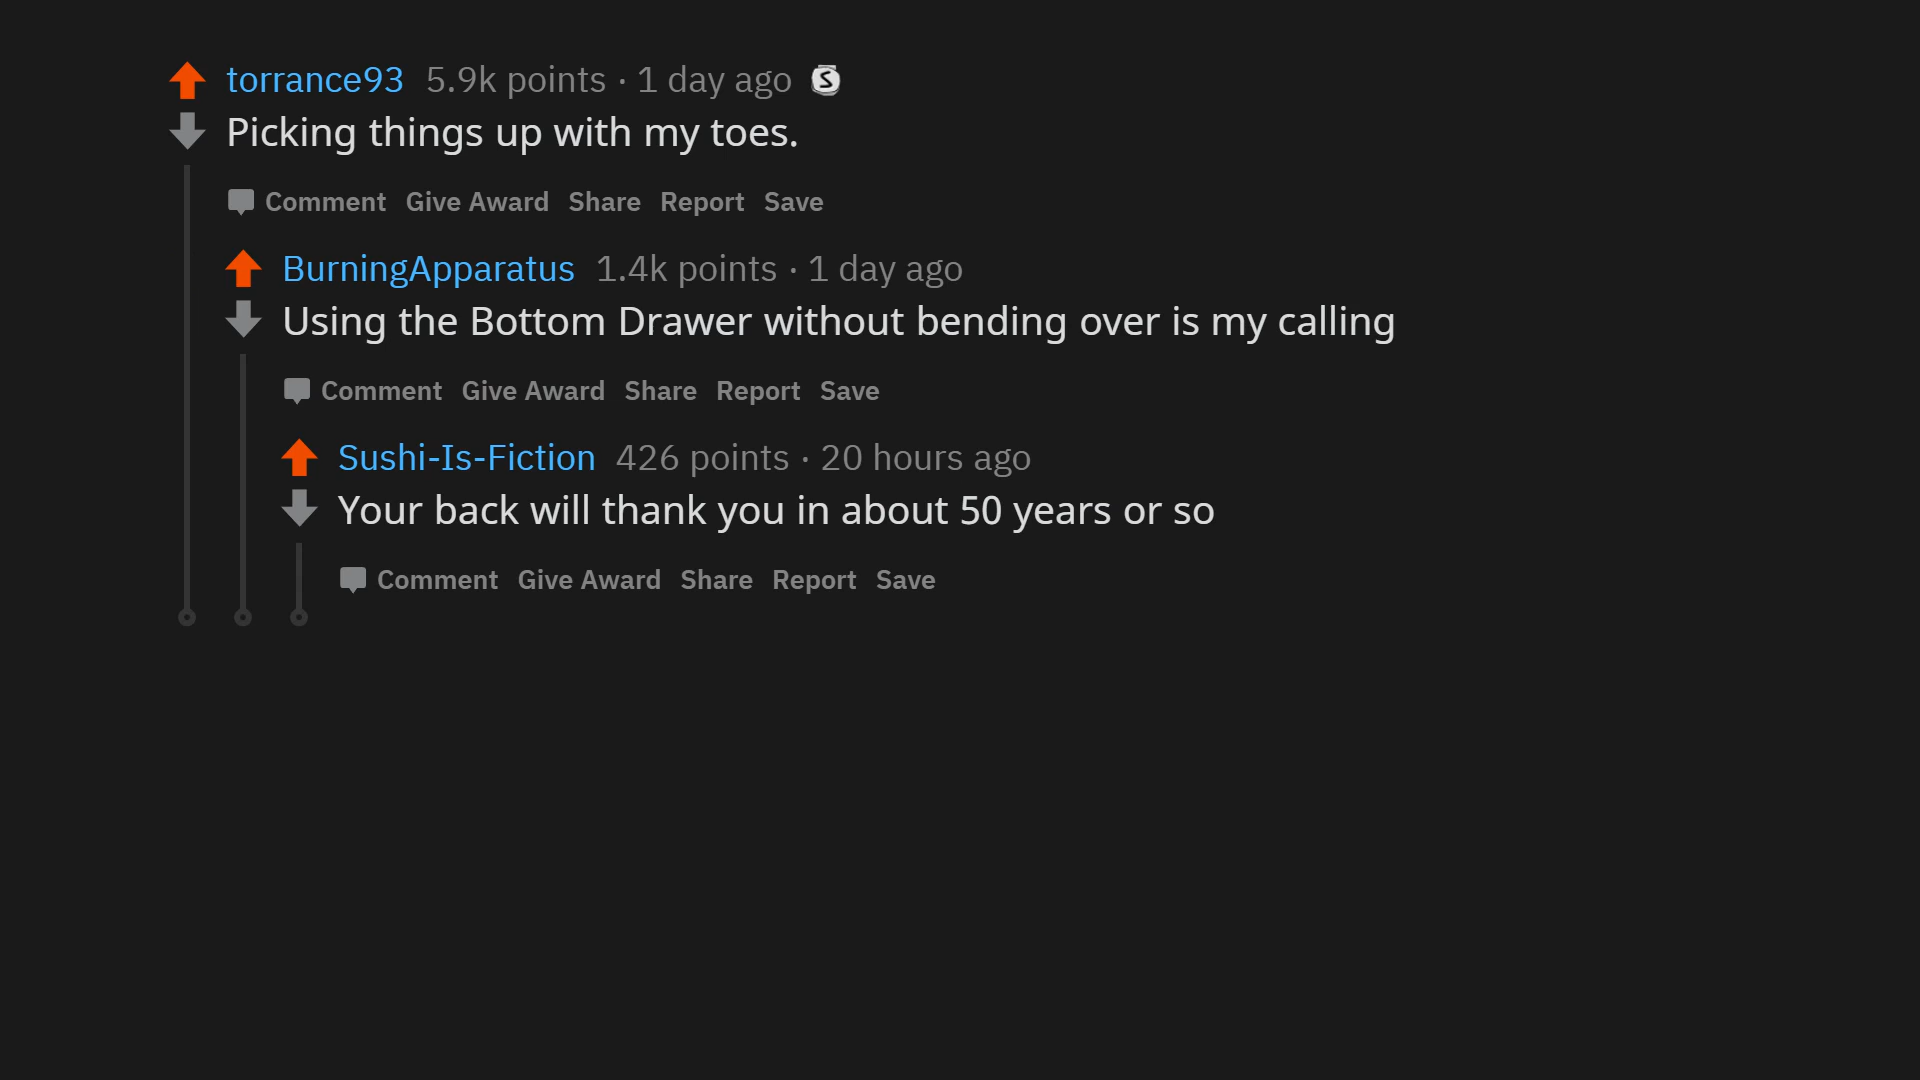 torrance93 5.9k points · 1 day ago S
Picking things up with my toes.
Comment Give Award Share Report Save
BurningApparatus 1.4k points · 1 day ago
Using the Bottom Drawer without bending over is my calling
Comment Give Award Share Report Save
Sushi-Is-Fiction 426 points · 20 hours ago
Your back will thank you in about 50 years or so
Comment Give Award Share Report Save